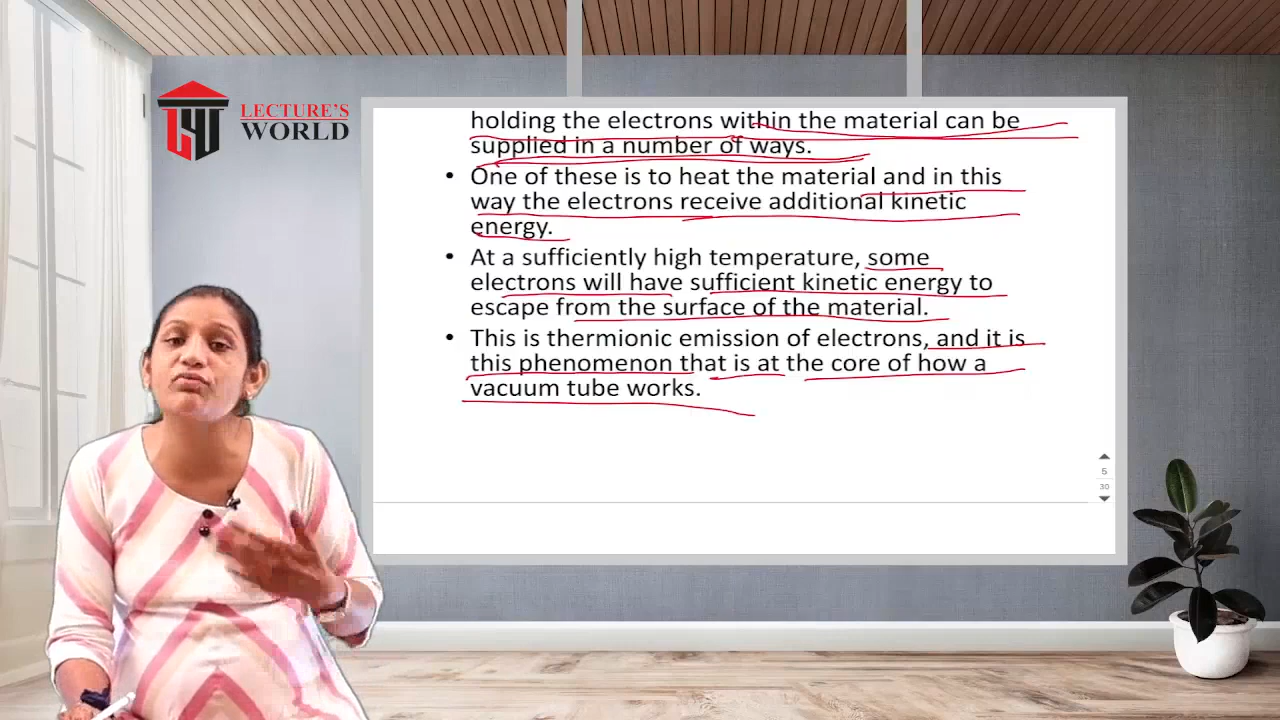 LECTURE'S
WORLD
holding the electrons within the material can be
supplied in a number of ways.
• One of these is to heat the material and in this
way the electrons receive additional kinetic
energy.
• At a sufficiently high temperature, some
electrons will have sufficient kinetic energy to
escape from the surface of the material.
• This is thermionic emission of electrons, and it is
this phenomenon that is at the core of how a
vacuum tube works.
5
30